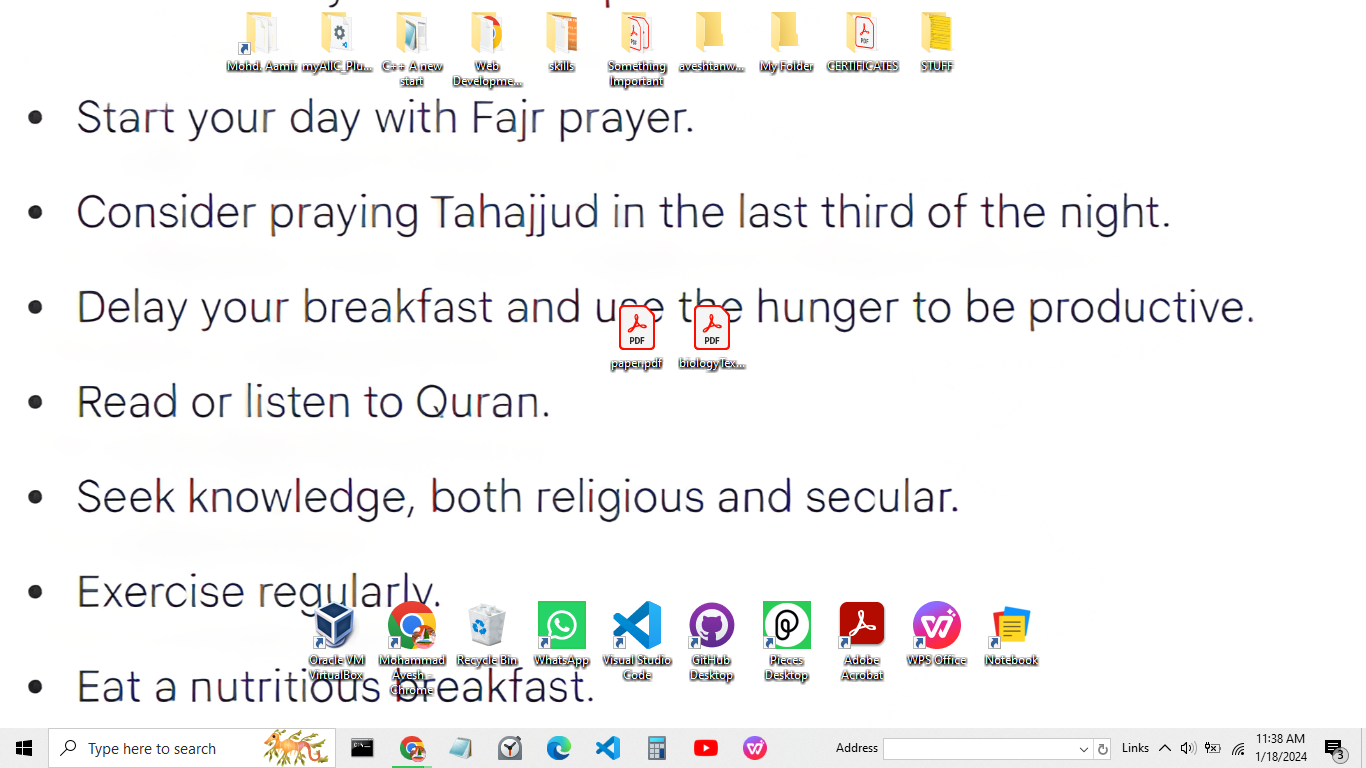 Mohd. Aamir myAllC_Plu... C++ A new start Web Developme... skills Something Important aveshtanw... My Folder CERTIFICATES STUFF
• Start your day with Fajr prayer.
• Consider praying Tahajjud in the last third of the night.
• Delay your breakfast and use the hunger to be productive.
PDF PDF
paper.pdf biologyTex...
• Read or listen to Quran.
• Seek knowledge, both religious and secular.
• Exercise regularly.
Oracle VM VirtualBox Mohammad Avesh - Chrome Recycle Bin WhatsApp Visual Studio Code GitHub Desktop Pieces Desktop Adobe Acrobat WPS Office Notebook
• Eat a nutritious breakfast.
Type here to search Address Links 11:38 AM
1/18/2024 3